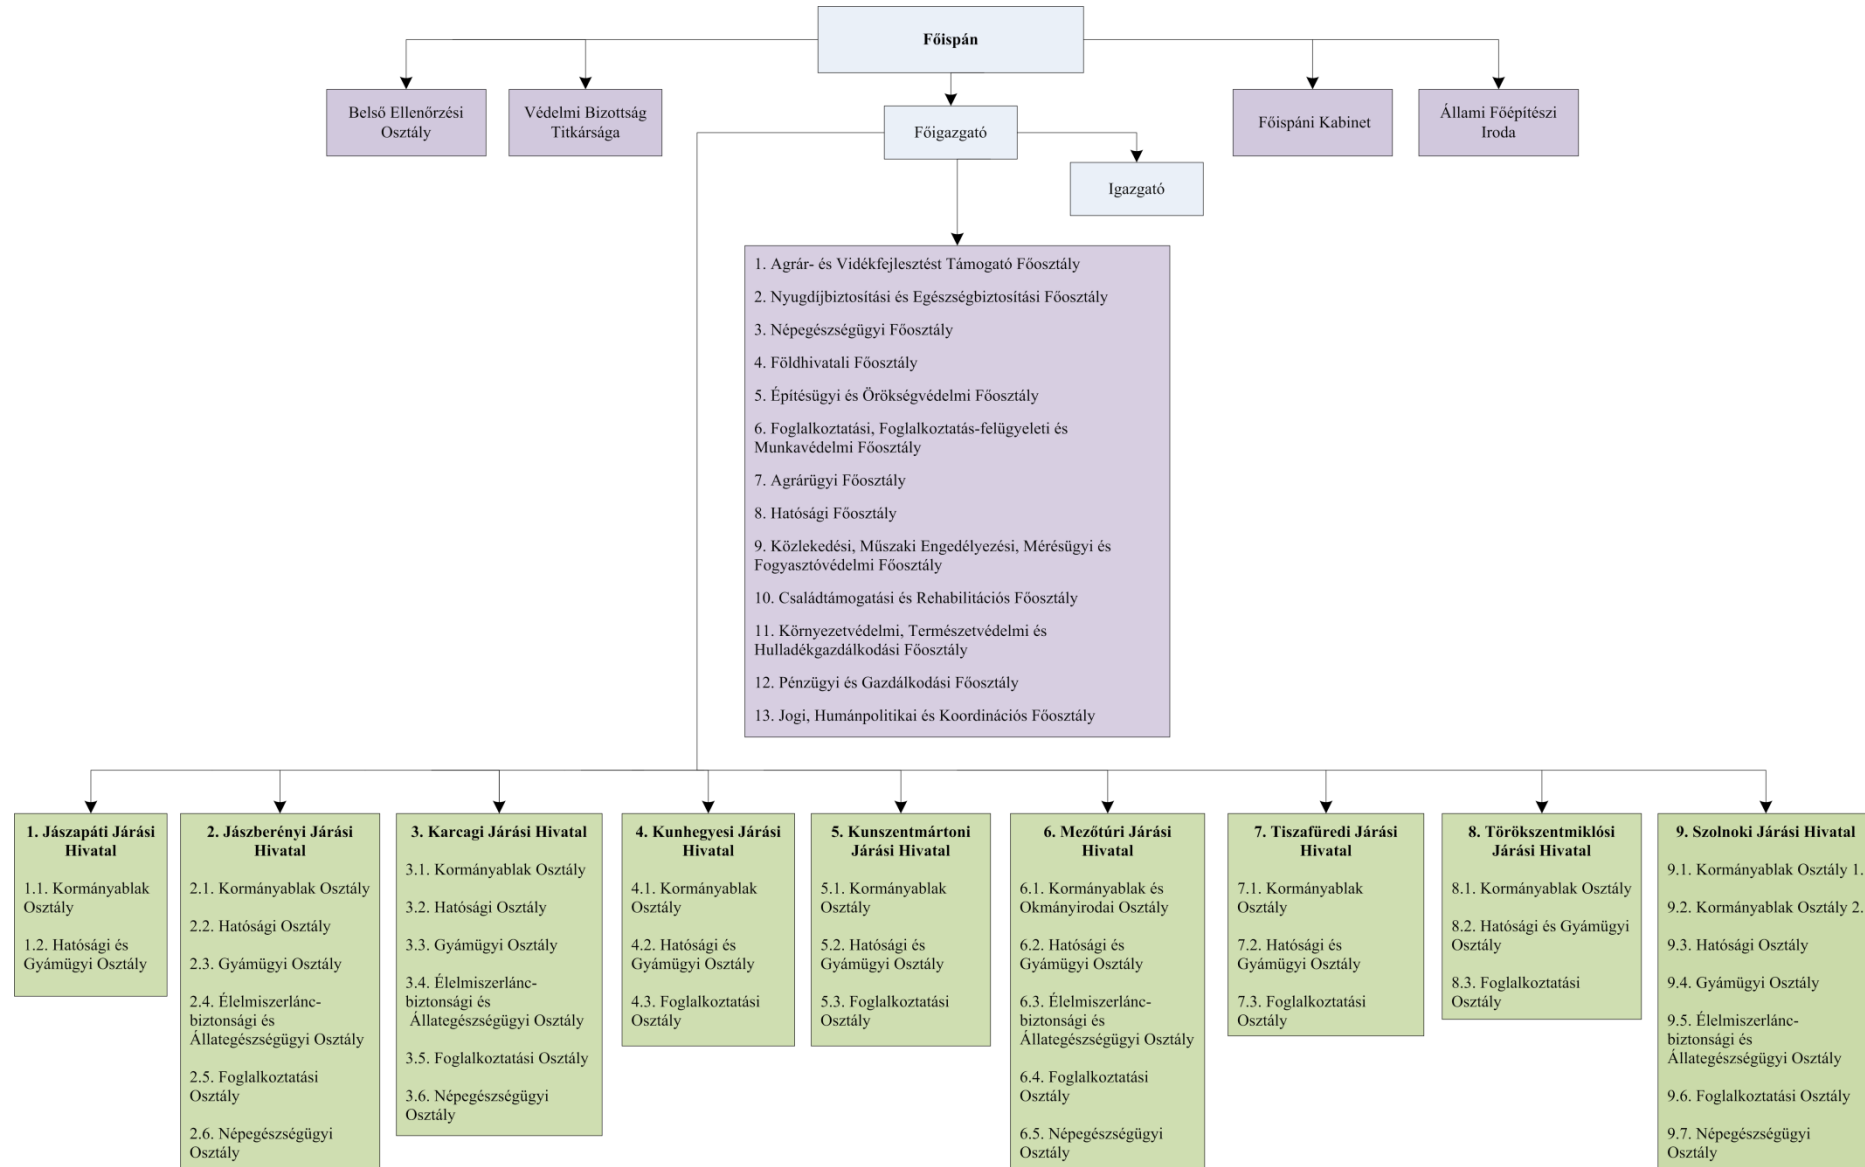 Főispán
Belső Ellenőrzési
Osztály
Védelmi Bizottság
Titkársága
Főigazgató
Főispáni Kabinet
Állami Főépítészi
Iroda
Igazgató
1. Agrár- és Vidékfejlesztést Támogató Főosztály
2. Nyugdíjbiztosítási és Egészségbiztosítási Főosztály
3. Népegészségügyi Főosztály
4. Földhivatali Főosztály
5. Építésügyi és Örökségvédelmi Főosztály
6. Foglalkoztatási, Foglalkoztatás-felügyeleti és
Munkavédelmi Főosztály
7. Agrárügyi Főosztály
8. Hatósági Főosztály
9. Közlekedési, Műszaki Engedélyezési, Mérésügyi és
Fogyasztóvédelmi Főosztály
10. Családtámogatási és Rehabilitációs Főosztály
11. Környezetvédelmi, Természetvédelmi és
Hulladékgazdálkodási Főosztály
12. Pénzügyi és Gazdálkodási Főosztály
13. Jogi, Humánpolitikai és Koordinációs Főosztály
1. Jászapáti Járási
Hivatal
1.1. Kormányablak
Osztály
1.2. Hatósági és
Gyámügyi Osztály
2. Jászberényi Járási
Hivatal
2.1. Kormányablak Osztály
2.2. Hatósági Osztály
2.3. Gyámügyi Osztály
2.4. Élelmiszerlánc-
biztonsági és
Állategészségügyi Osztály
2.5. Foglalkoztatási
Osztály
2.6. Népegészségügyi
Osztály
3. Karcagi Járási Hivatal
3.1. Kormányablak Osztály
3.2. Hatósági Osztály
3.3. Gyámügyi Osztály
3.4. Élelmiszerlánc-
biztonsági és
Állategészségügyi Osztály
3.5. Foglalkoztatási Osztály
3.6. Népegészségügyi
Osztály
4. Kunhegyesi Járási
Hivatal
4.1. Kormányablak
Osztály
4.2. Hatósági és
Gyámügyi Osztály
4.3. Foglalkoztatási
Osztály
5. Kunszentmártoni
Járási Hivatal
5.1. Kormányablak
Osztály
5.2. Hatósági és
Gyámügyi Osztály
5.3. Foglalkoztatási
Osztály
6. Mezőtúri Járási
Hivatal
6.1. Kormányablak és
Okmányirodai Osztály
6.2. Hatósági és
Gyámügyi Osztály
6.3. Élelmiszerlánc-
biztonsági és
Állategészségügyi Osztály
6.4. Foglalkoztatási
Osztály
6.5. Népegészségügyi
Osztály
7. Tiszafüredi Járási
Hivatal
7.1. Kormányablak
Osztály
7.2. Hatósági és
Gyámügyi Osztály
7.3. Foglalkoztatási
Osztály
8. Törökszentmiklósi
Járási Hivatal
8.1. Kormányablak Osztály
8.2. Hatósági és Gyámügyi
Osztály
8.3. Foglalkoztatási
Osztály
9. Szolnoki Járási Hivatal
9.1. Kormányablak Osztály 1.
9.2. Kormányablak Osztály 2.
9.3. Hatósági Osztály
9.4. Gyámügyi Osztály
9.5. Élelmiszerlánc-
biztonsági és
Állategészségügyi Osztály
9.6. Foglalkoztatási Osztály
9.7. Népegészségügyi
Osztály